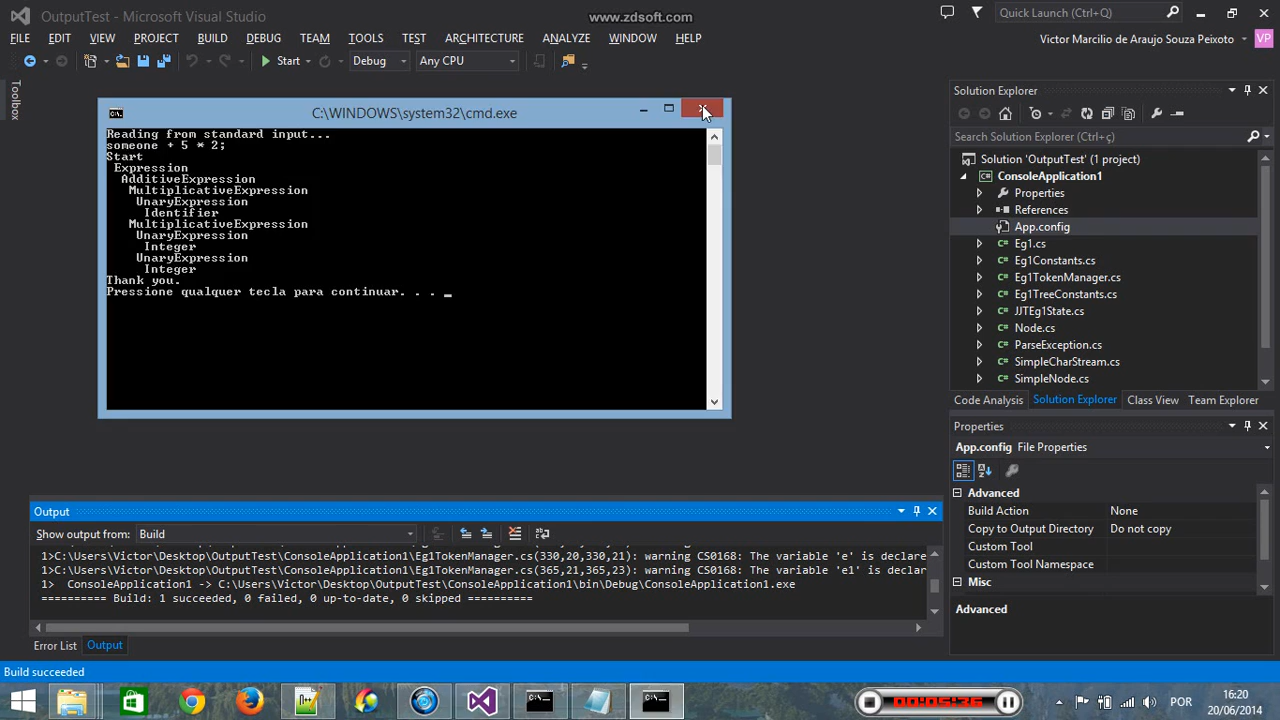 OutputTest - Microsoft Visual Studio
www.zdsoft.com
Quick Launch (Ctrl+Q)
FILE EDIT VIEW PROJECT BUILD DEBUG TEAM TOOLS TEST ARCHITECTURE ANALYZE WINDOW HELP
Victor Marcilio de Araujo Souza Peixoto VP
Start Debug Any CPU
Toolbox
C:\WINDOWS\system32\cmd.exe
Reading from standard input...
someone + 5 * 2;
Start
Expression
AdditiveExpression
MultiplicativeExpression
UnaryExpression
Identifier
MultiplicativeExpression
UnaryExpression
Integer
UnaryExpression
Integer
Thank you.
Pressione qualquer tecla para continuar. . . _
Solution Explorer
Search Solution Explorer (Ctrl+ç)
Solution 'OutputTest' (1 project)
ConsoleApplication1
Properties
References
App.config
Eg1.cs
Eg1Constants.cs
Eg1TokenManager.cs
Eg1TreeConstants.cs
JJTEg1State.cs
Node.cs
ParseException.cs
SimpleCharStream.cs
SimpleNode.cs
Code Analysis Solution Explorer Class View Team Explorer
Properties
App.config File Properties
Advanced
Build Action None
Copy to Output Directory Do not copy
Custom Tool
Custom Tool Namespace
Misc
Advanced
Output
Show output from: Build
1>C:\Users\Victor\Desktop\OutputTest\ConsoleApplication1\Eg1TokenManager.cs(330,20,330,21): warning CS0168: The variable 'e' is declare
1>C:\Users\Victor\Desktop\OutputTest\ConsoleApplication1\Eg1TokenManager.cs(365,21,365,23): warning CS0168: The variable 'e1' is declare
1> ConsoleApplication1 -> C:\Users\Victor\Desktop\OutputTest\ConsoleApplication1\bin\Debug\ConsoleApplication1.exe
========== Build: 1 succeeded, 0 failed, 0 up-to-date, 0 skipped ==========
Error List Output
Build succeeded
00:05:36
POR
16:20
20/06/2014